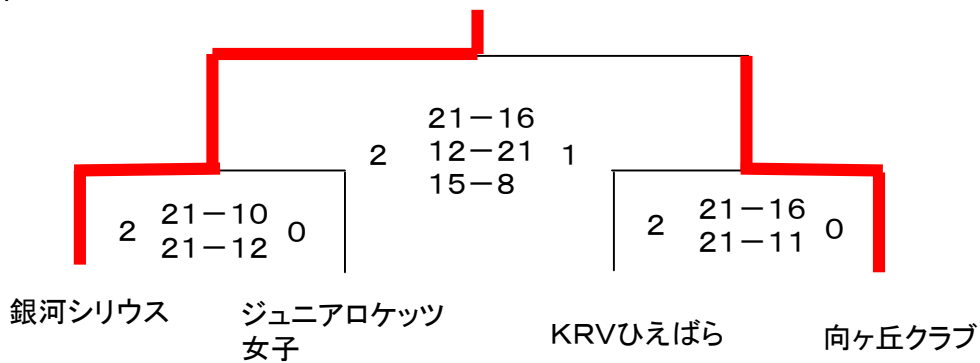 21－16
2 12－21 1
15－8
2 21－10 0
21－12
2 21－16 0
21－11
銀河シリウス
ジュニアロケッツ
女子
KRVひえばら
向ヶ丘クラブ